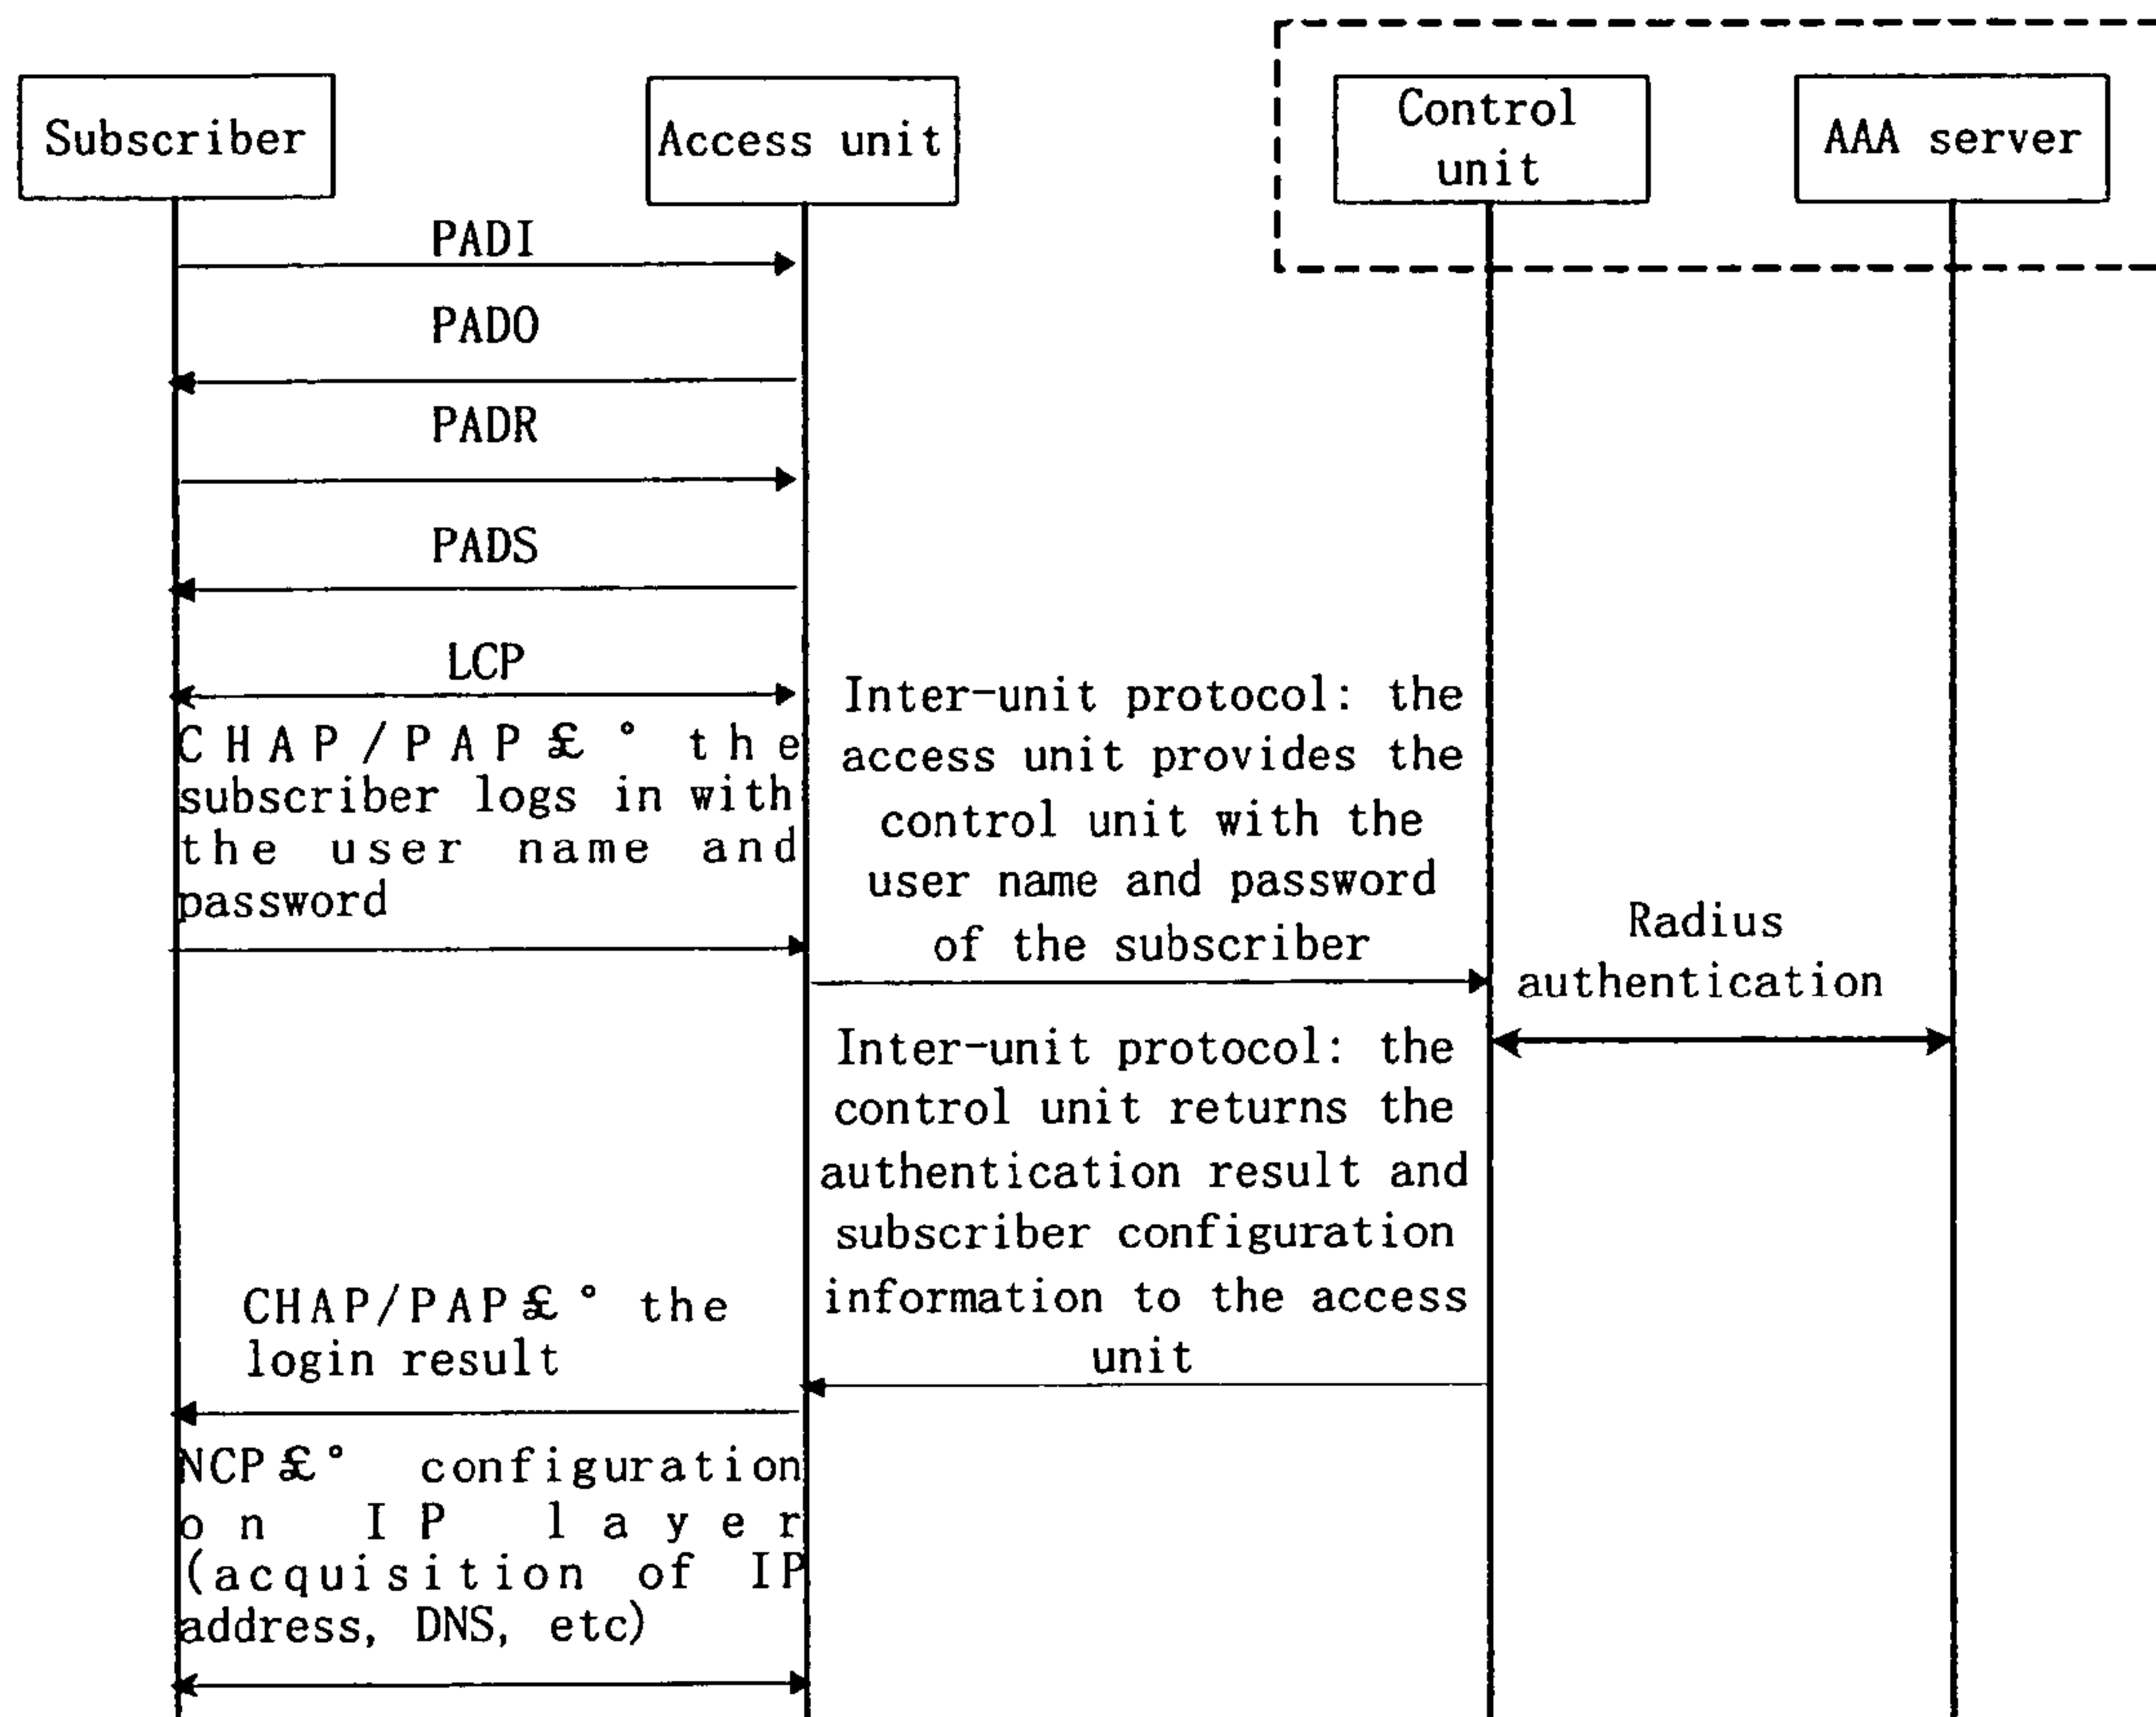 Subscriber
Access unit
Control
unit
AAA server
PADI
PADO
PADR
PADS
LCP
CHAP/PAP£° the
subscriber logs in with
the user name and
password
Inter-unit protocol: the
access unit provides the
control unit with the
user name and password
of the subscriber
Radius
authentication
Inter-unit protocol: the
control unit returns the
authentication result and
subscriber configuration
information to the access
unit
CHAP/PAP£° the
login result
NCP£° configuration
on IP layer
(acquisition of IP
address, DNS, etc)